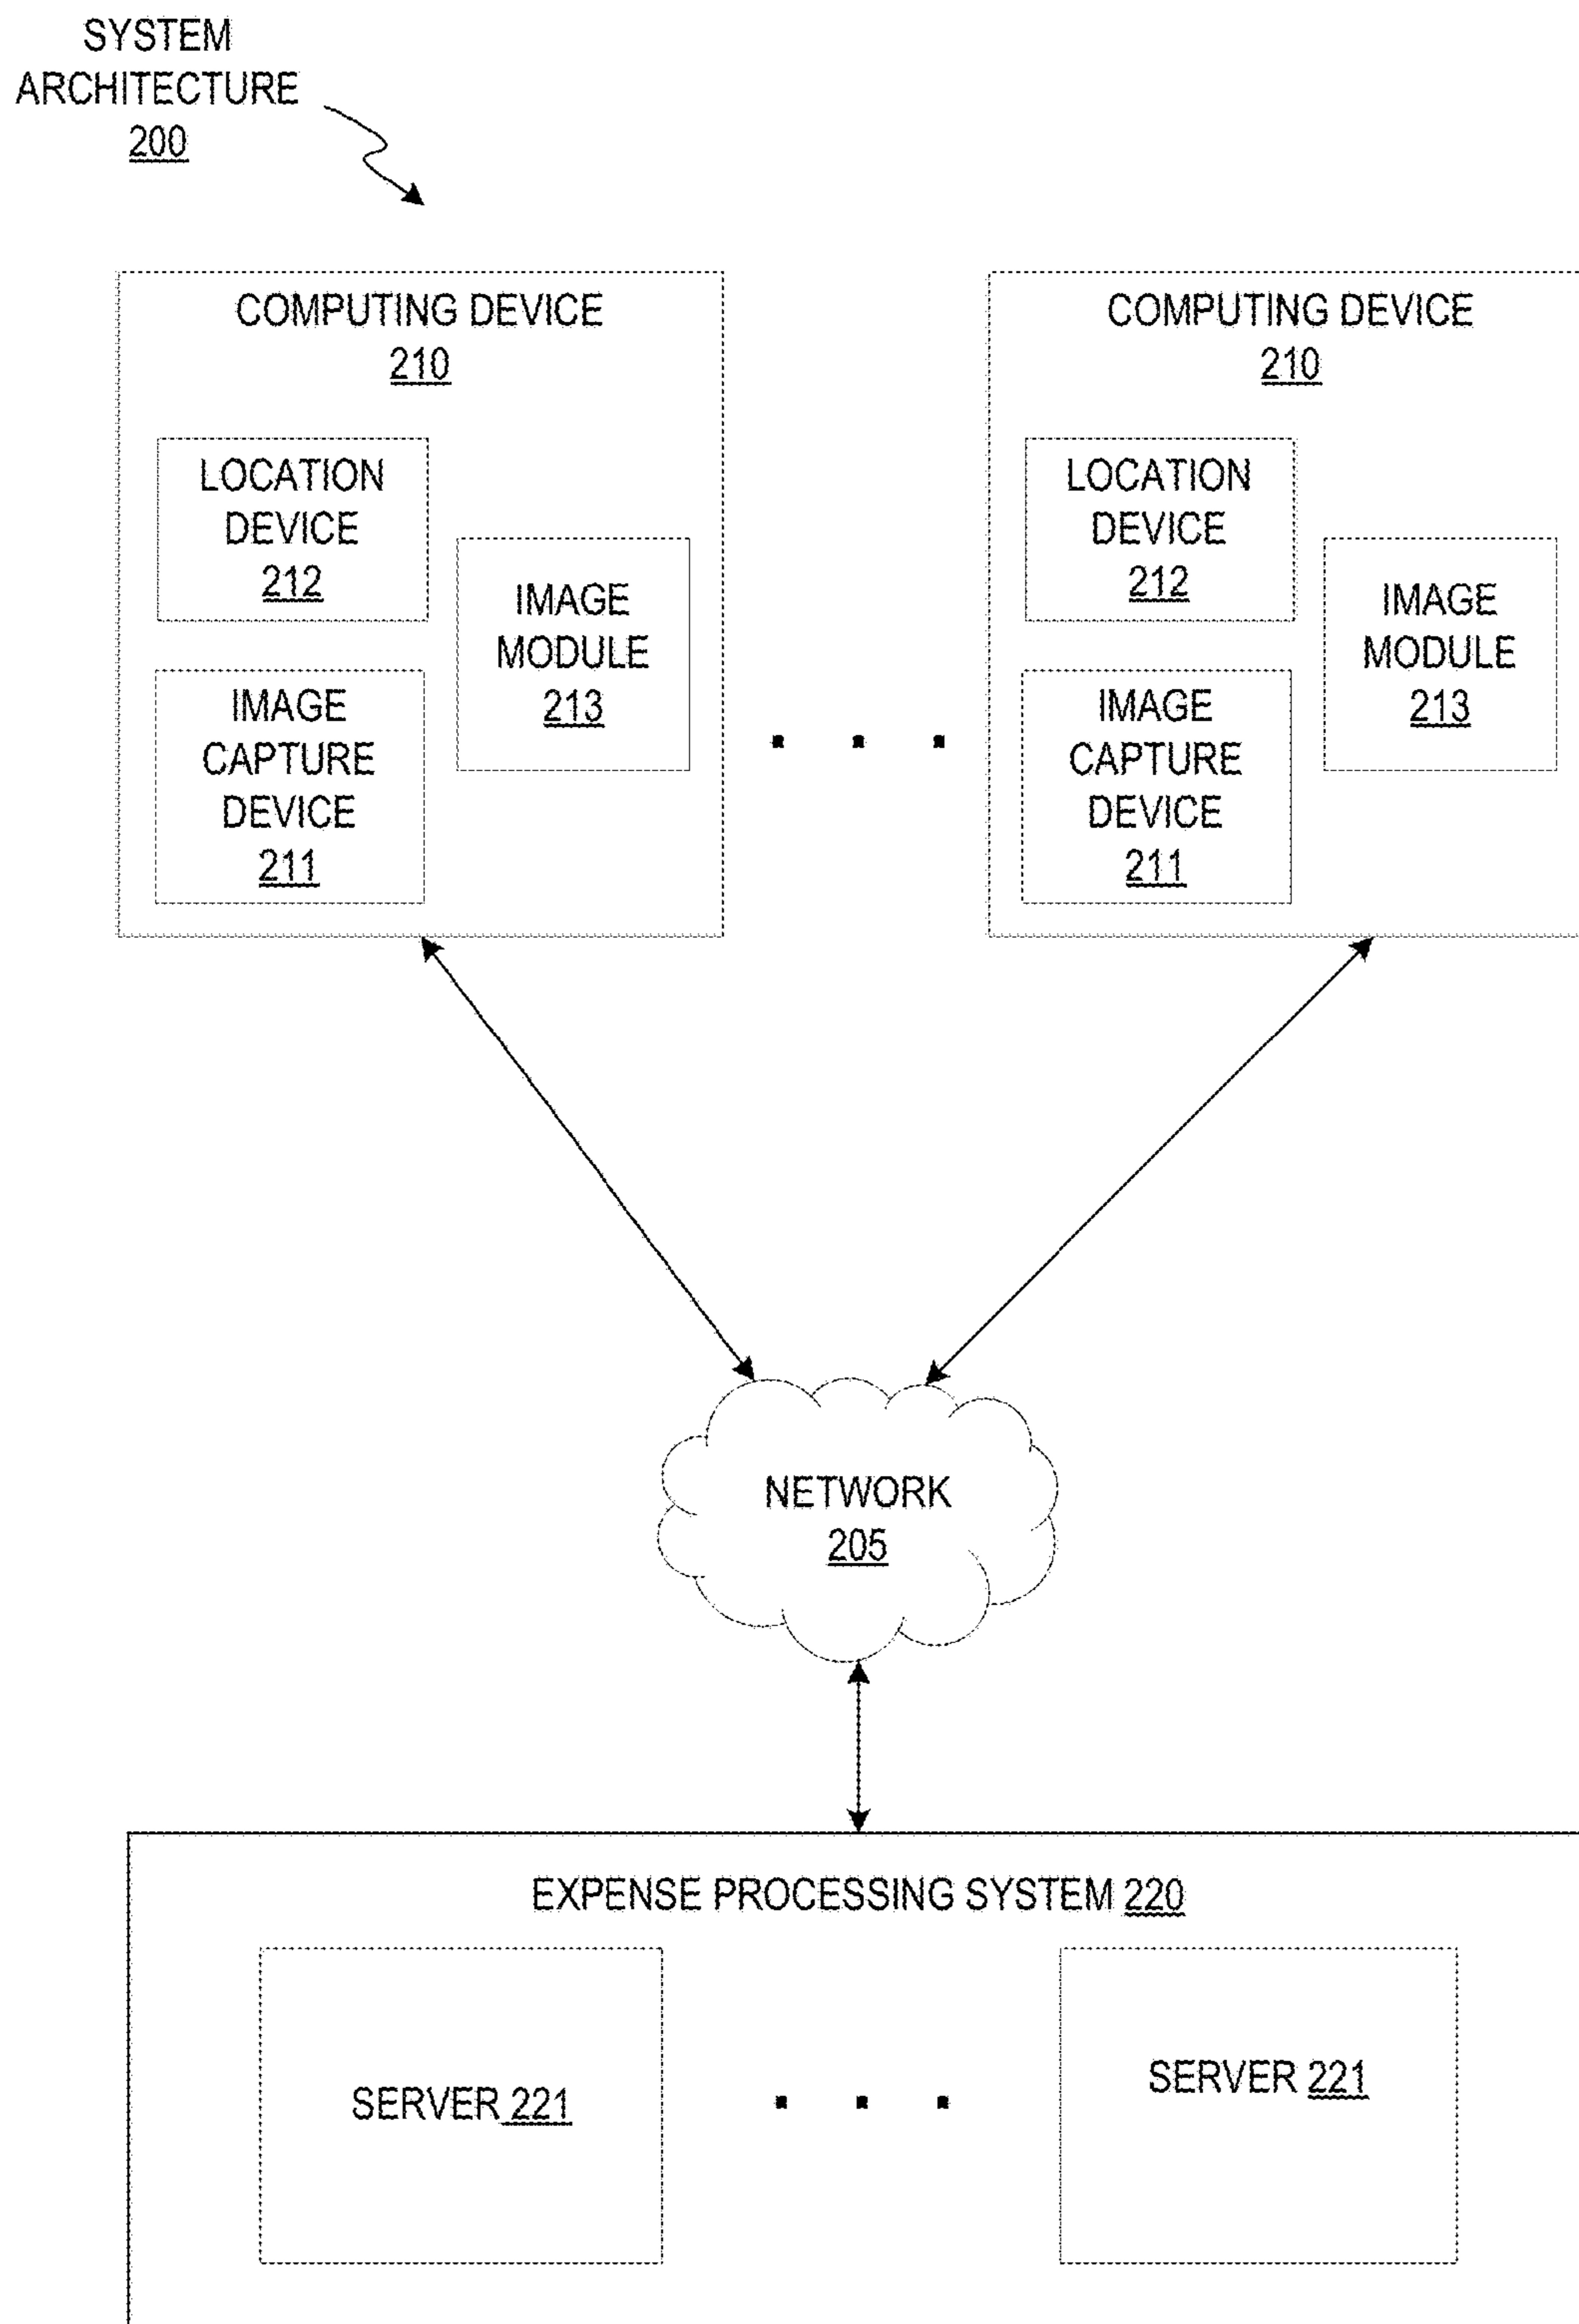 SYSTEM
ARCHITECTURE
200
COMPUTING DEVICE
210
LOCATION
DEVICE
212
IMAGE
MODULE
213
IMAGE
CAPTURE
DEVICE
211
COMPUTING DEVICE
210
LOCATION
DEVICE
212
IMAGE
MODULE
213
IMAGE
CAPTURE
DEVICE
211
NETWORK
205
EXPENSE PROCESSING SYSTEM 220
SERVER 221
SERVER 221